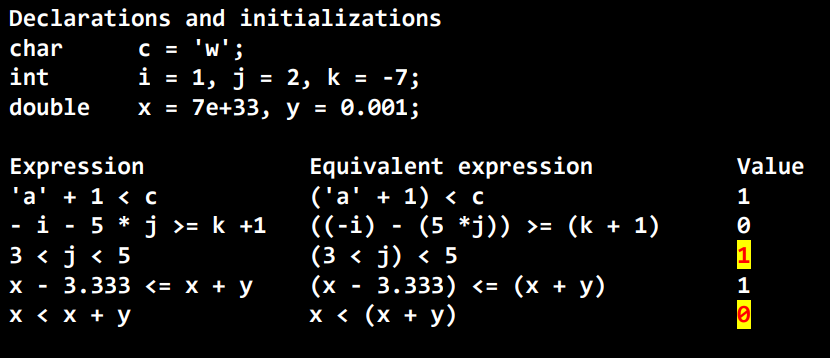 Declarations and initializations
char c = 'w';
int i = 1, j = 2, k = -7;
double x = 7e+33, y = 0.001;
Expression Equivalent expression Value
'a' + 1 < c ('a' + 1) < c 1
- i - 5 * j >= k +1 ((-i) - (5 *j)) >= (k + 1) 0
3 < j < 5 (3 < j) < 5 1
x - 3.333 <= x + y (x - 3.333) <= (x + y) 1
x < x + y x < (x + y) 0